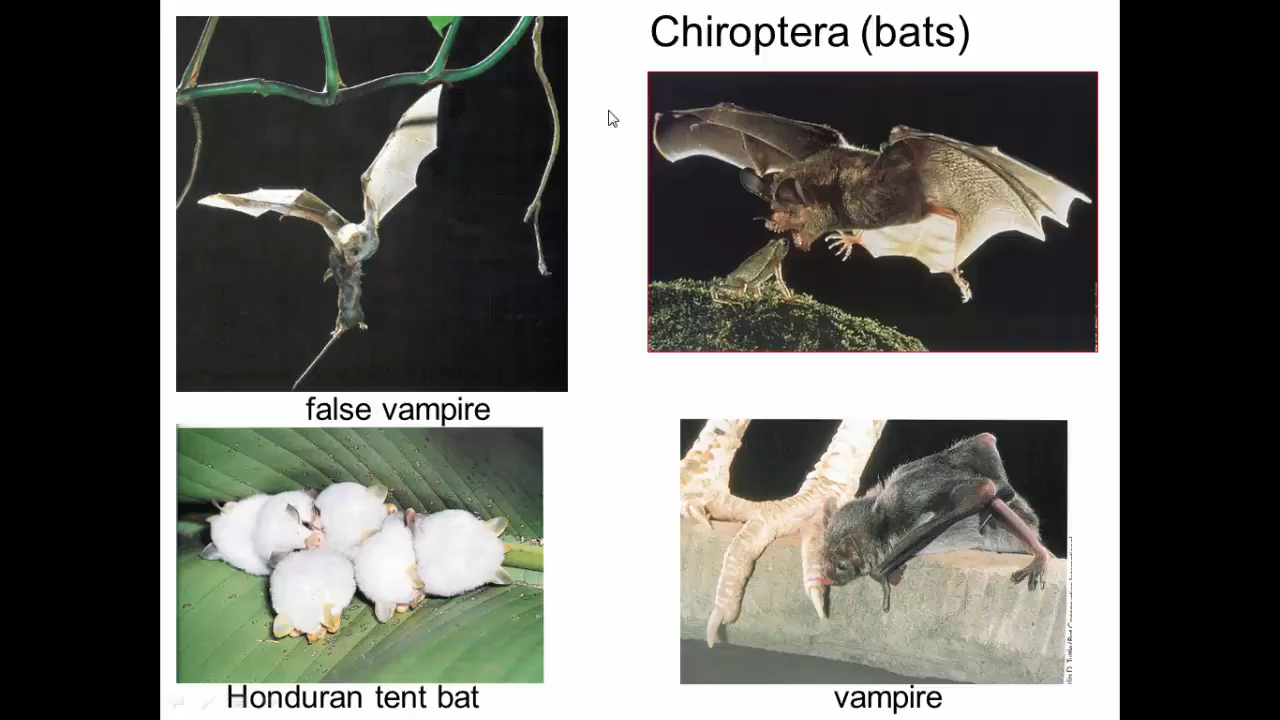 Chiroptera (bats)
false vampire
Honduran tent bat
vampire